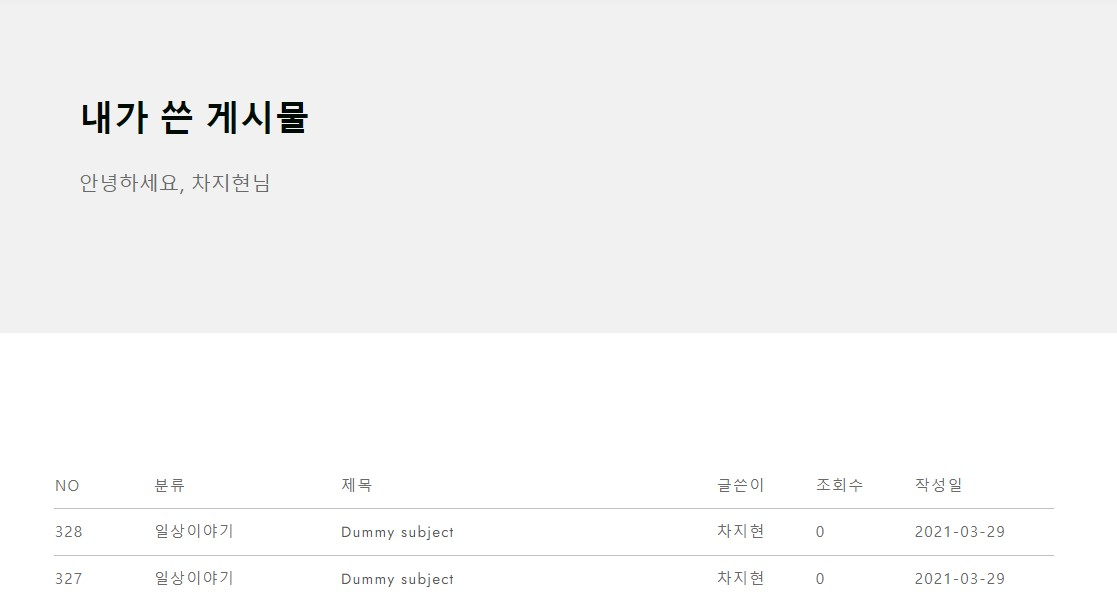 내가 쓴 게시물
안녕하세요, 차지현님
NO 분류 제목 글쓴이 조회수 작성일
328 일상이야기 Dummy subject 차지현 0 2021-03-29
327 일상이야기 Dummy subject 차지현 0 2021-03-29